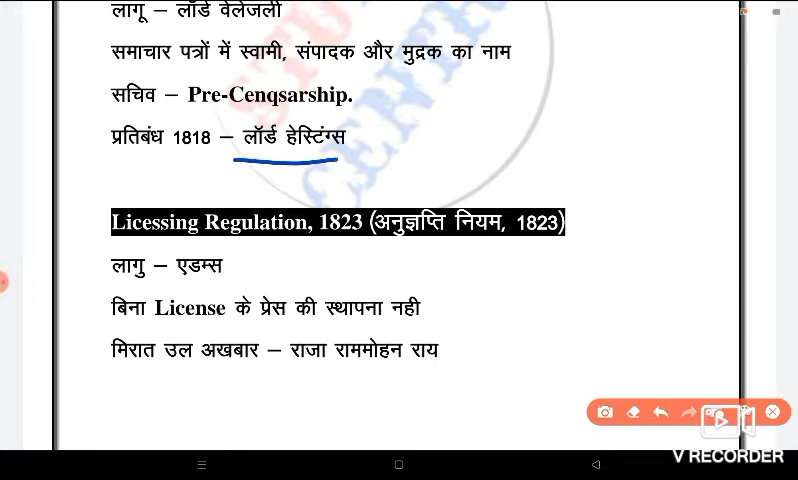 लागू – लॉर्ड वेलेजली
समाचार पत्रों में स्वामी, संपादक और मुद्रक का नाम
सचिव – Pre-Cenqsarship.
प्रतिबंध 1818 – लॉर्ड हेस्टिंग्स
Licessing Regulation, 1823 (अनुज्ञप्ति नियम, 1823)
लागु – एडम्स
बिना License के प्रेस की स्थापना नही
मिरात उल अखबार – राजा राममोहन राय
V RECORDER